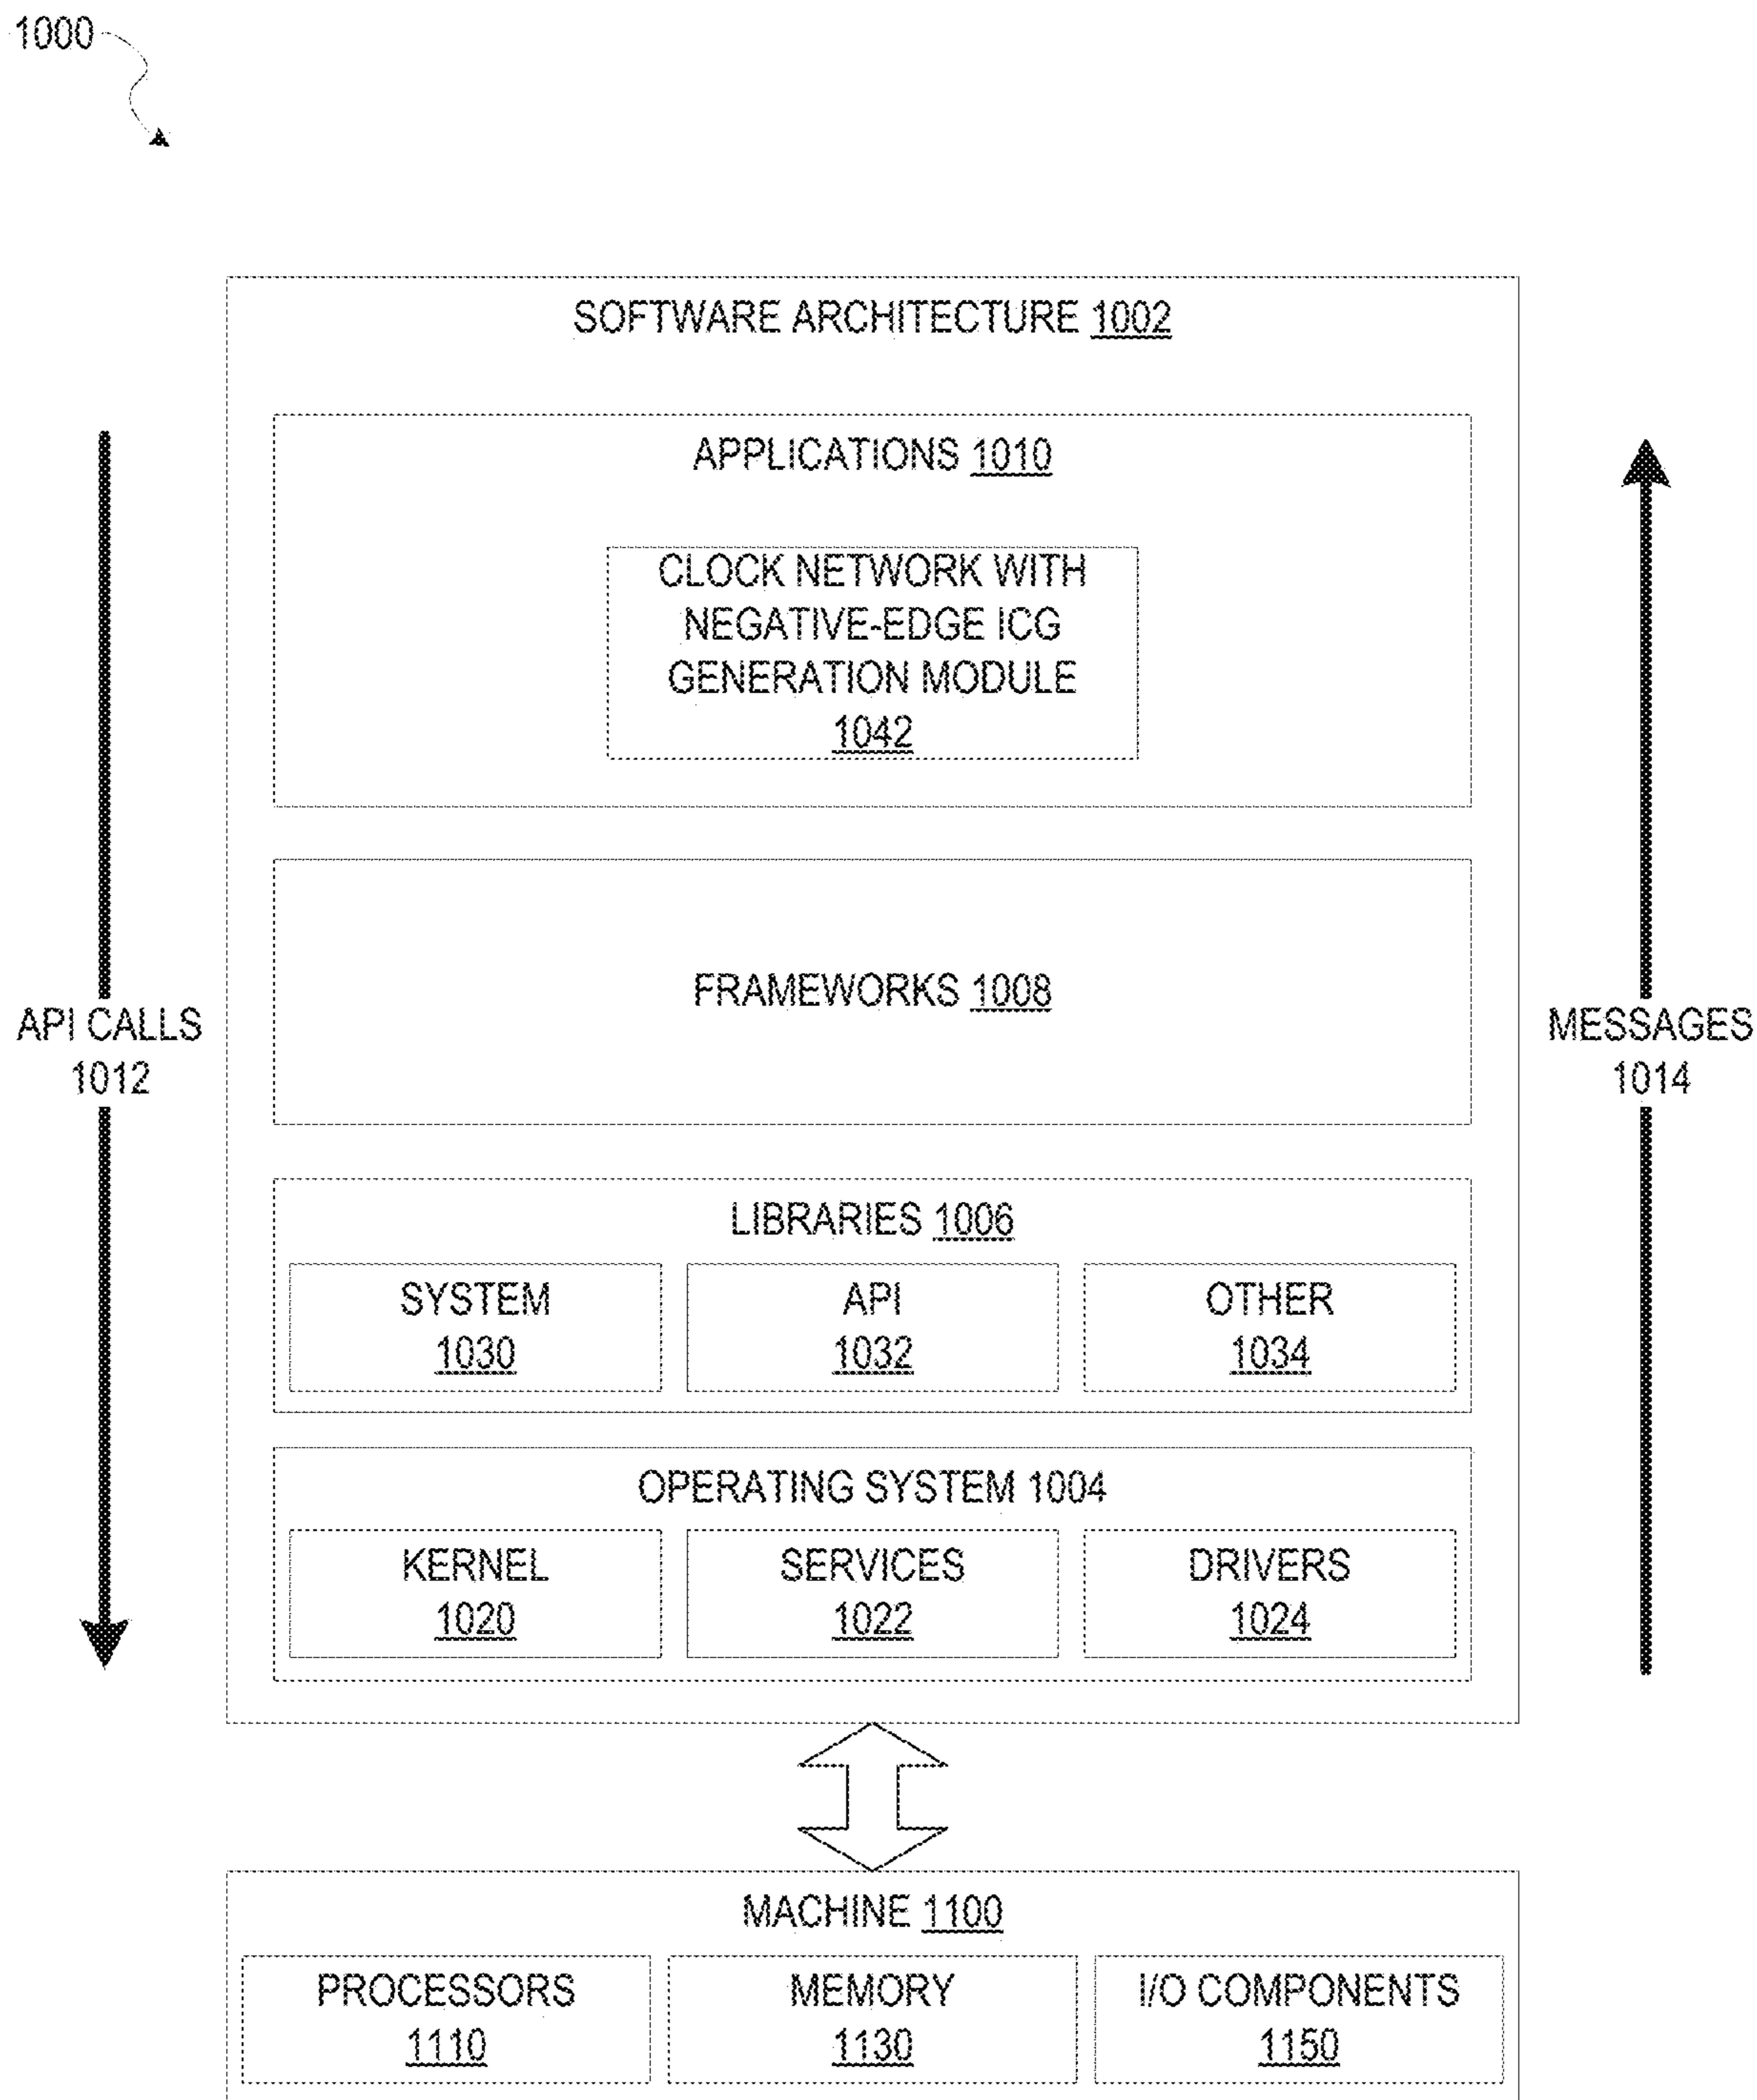 1000
SOFTWARE ARCHITECTURE 1002
APPLICATIONS 1010
CLOCK NETWORK WITH
NEGATIVE-EDGE ICG
GENERATION MODULE
1042
FRAMEWORKS 1008
API CALLS
1012
MESSAGES
1014
LIBRARIES 1006
SYSTEM
1030
API
1032
OTHER
1034
OPERATING SYSTEM 1004
KERNEL
1020
SERVICES
1022
DRIVERS
1024
MACHINE 1100
PROCESSORS
1110
MEMORY
1130
I/O COMPONENTS
1150